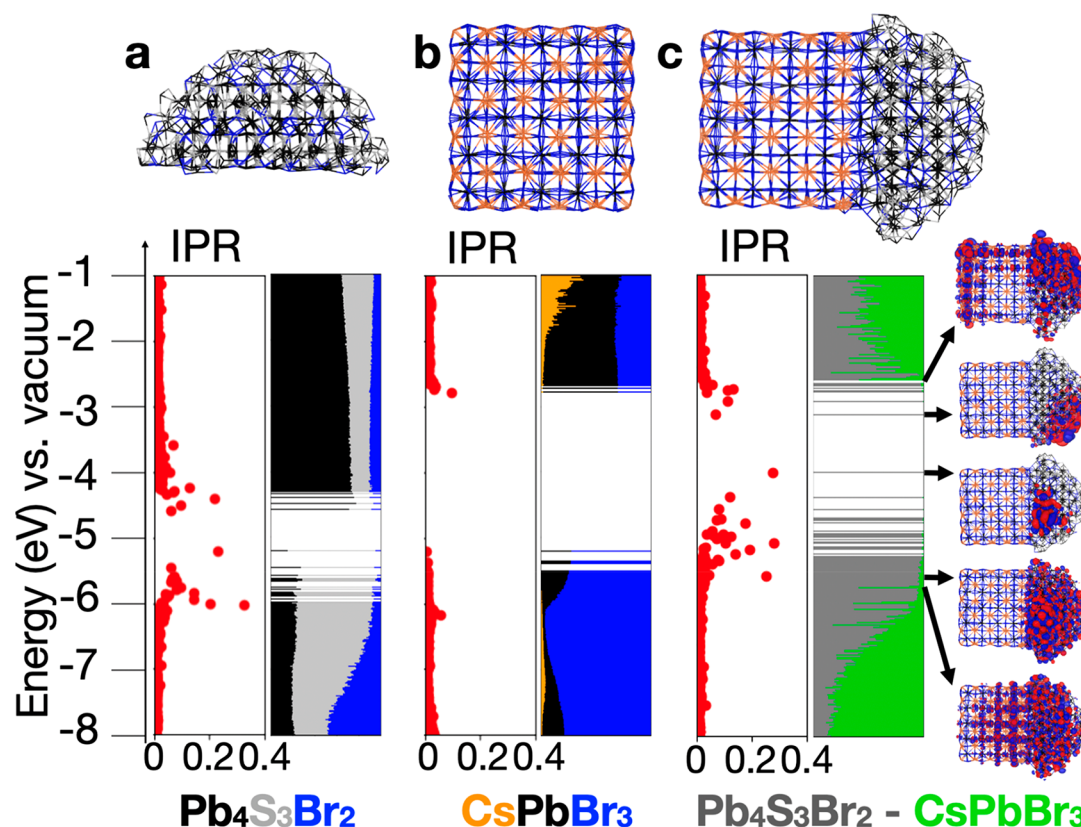 a b c
IPR IPR IPR
Energy (eV) vs. vacuum
-1
-2
-3
-4
-5
-6
-7
-8
0 0.2 0.4 0 0.2 0.4 0 0.2 0.4
Pb₄S₃Br₂ CsPbBr₃ Pb₄S₃Br₂ - CsPbBr₃